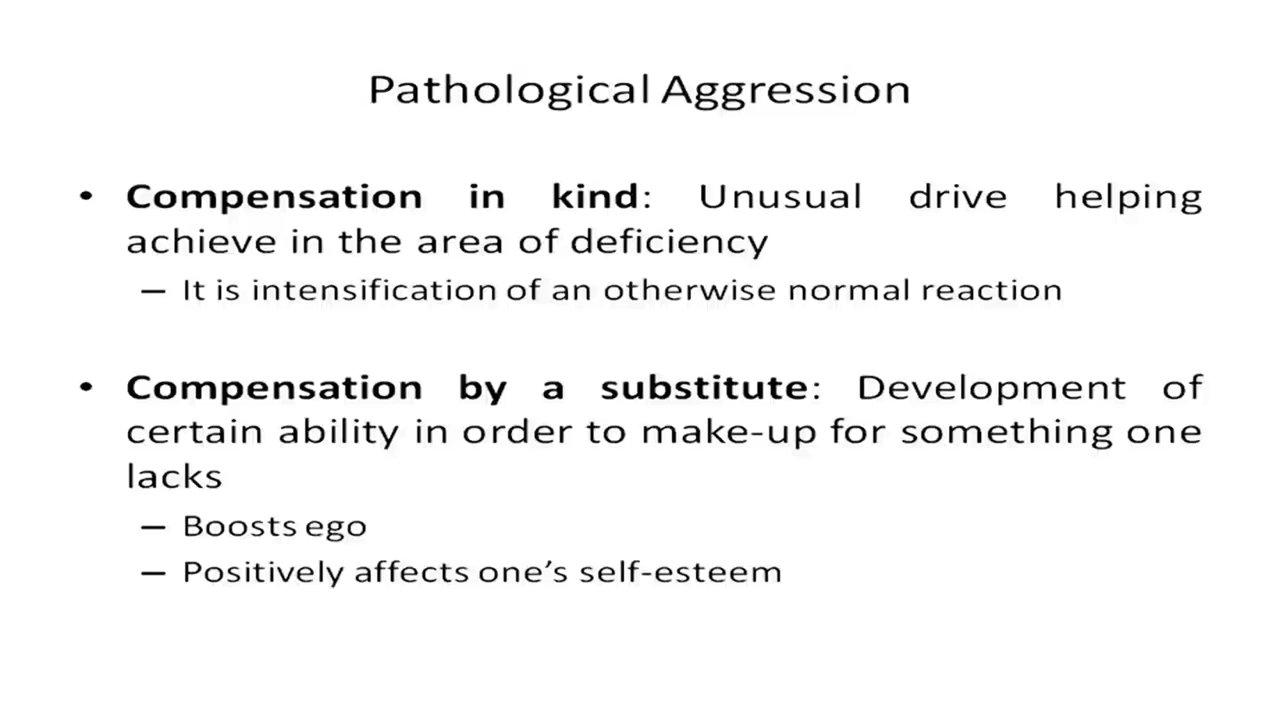 Pathological Aggression
• Compensation in kind: Unusual drive helping
achieve in the area of deficiency
– It is intensification of an otherwise normal reaction
• Compensation by a substitute: Development of
certain ability in order to make-up for something one
lacks
– Boosts ego
– Positively affects one’s self-esteem